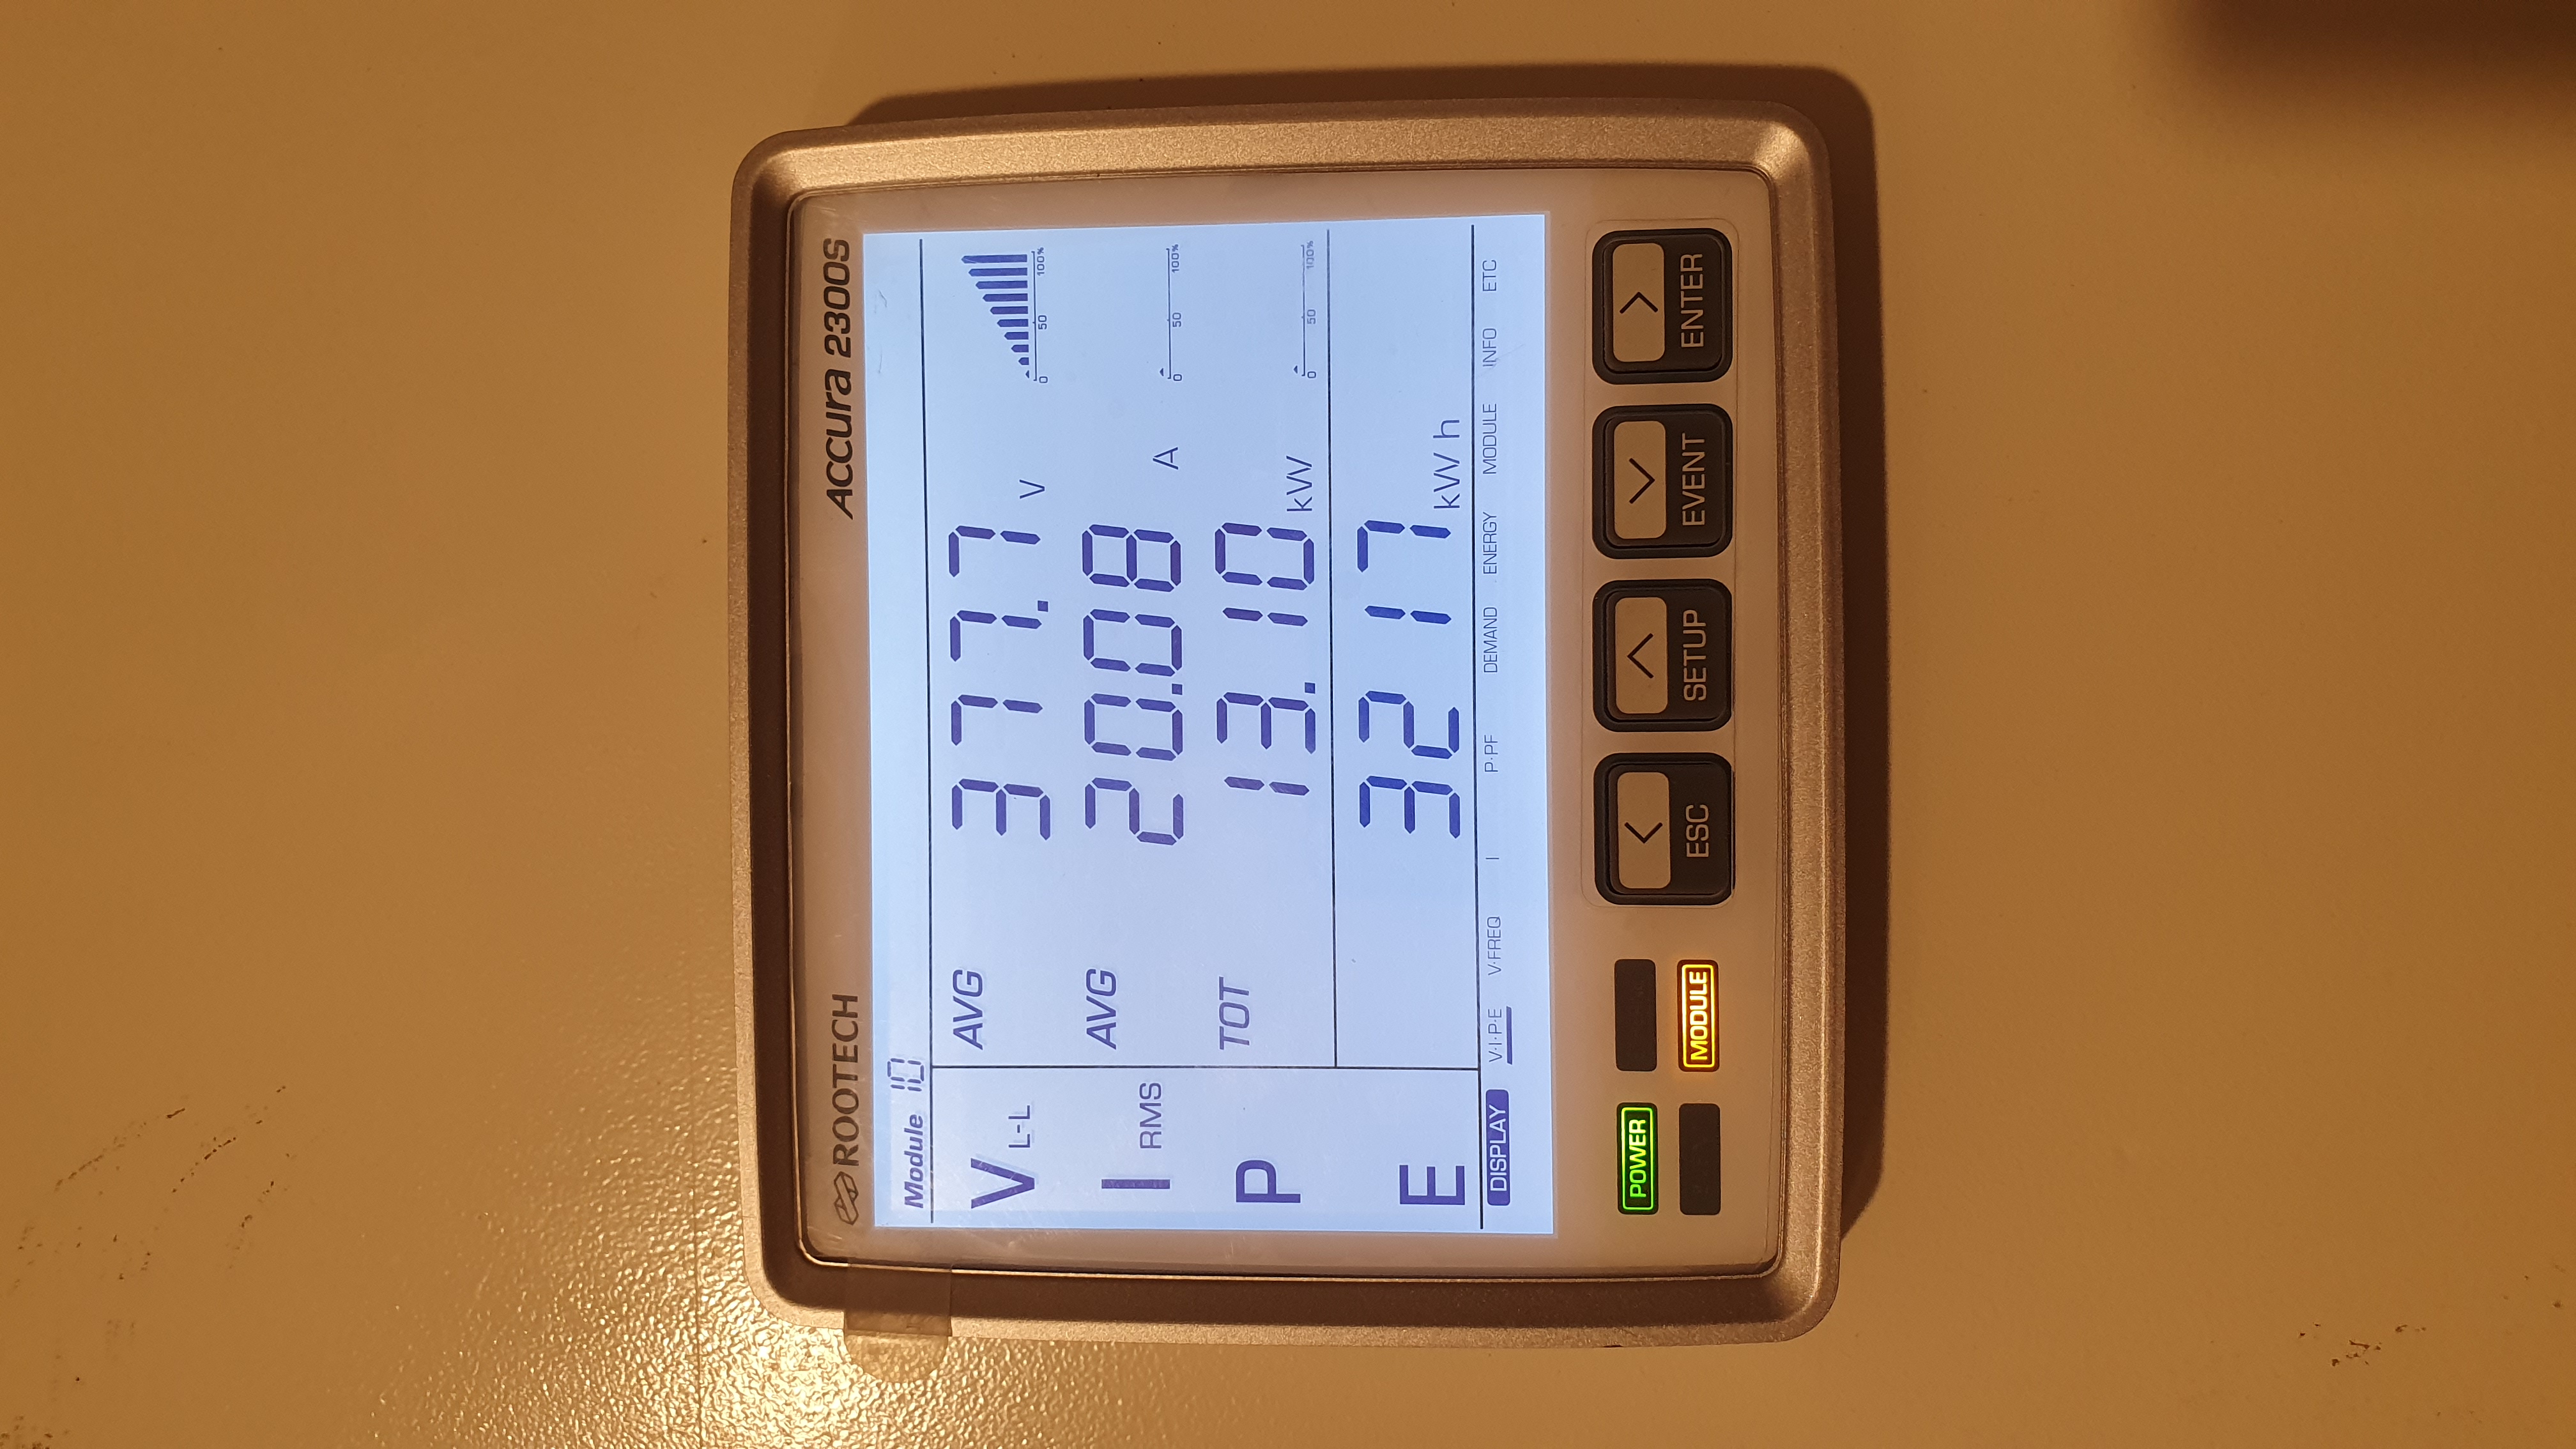 ROOTECH Accura 2300S
Module 10
V L-L AVG 377.7 V
0 50 100%
I RMS AVG 20.08 A
0 50 100%
P TOT 13.10 kW
0 50 100%
E 3217 kWh
DISPLAY V·I·P·E V·FREQ I P·PF DEMAND ENERGY MODULE INFO ETC
POWER
MODULE
< ESC
SETUP
EVENT
> ENTER